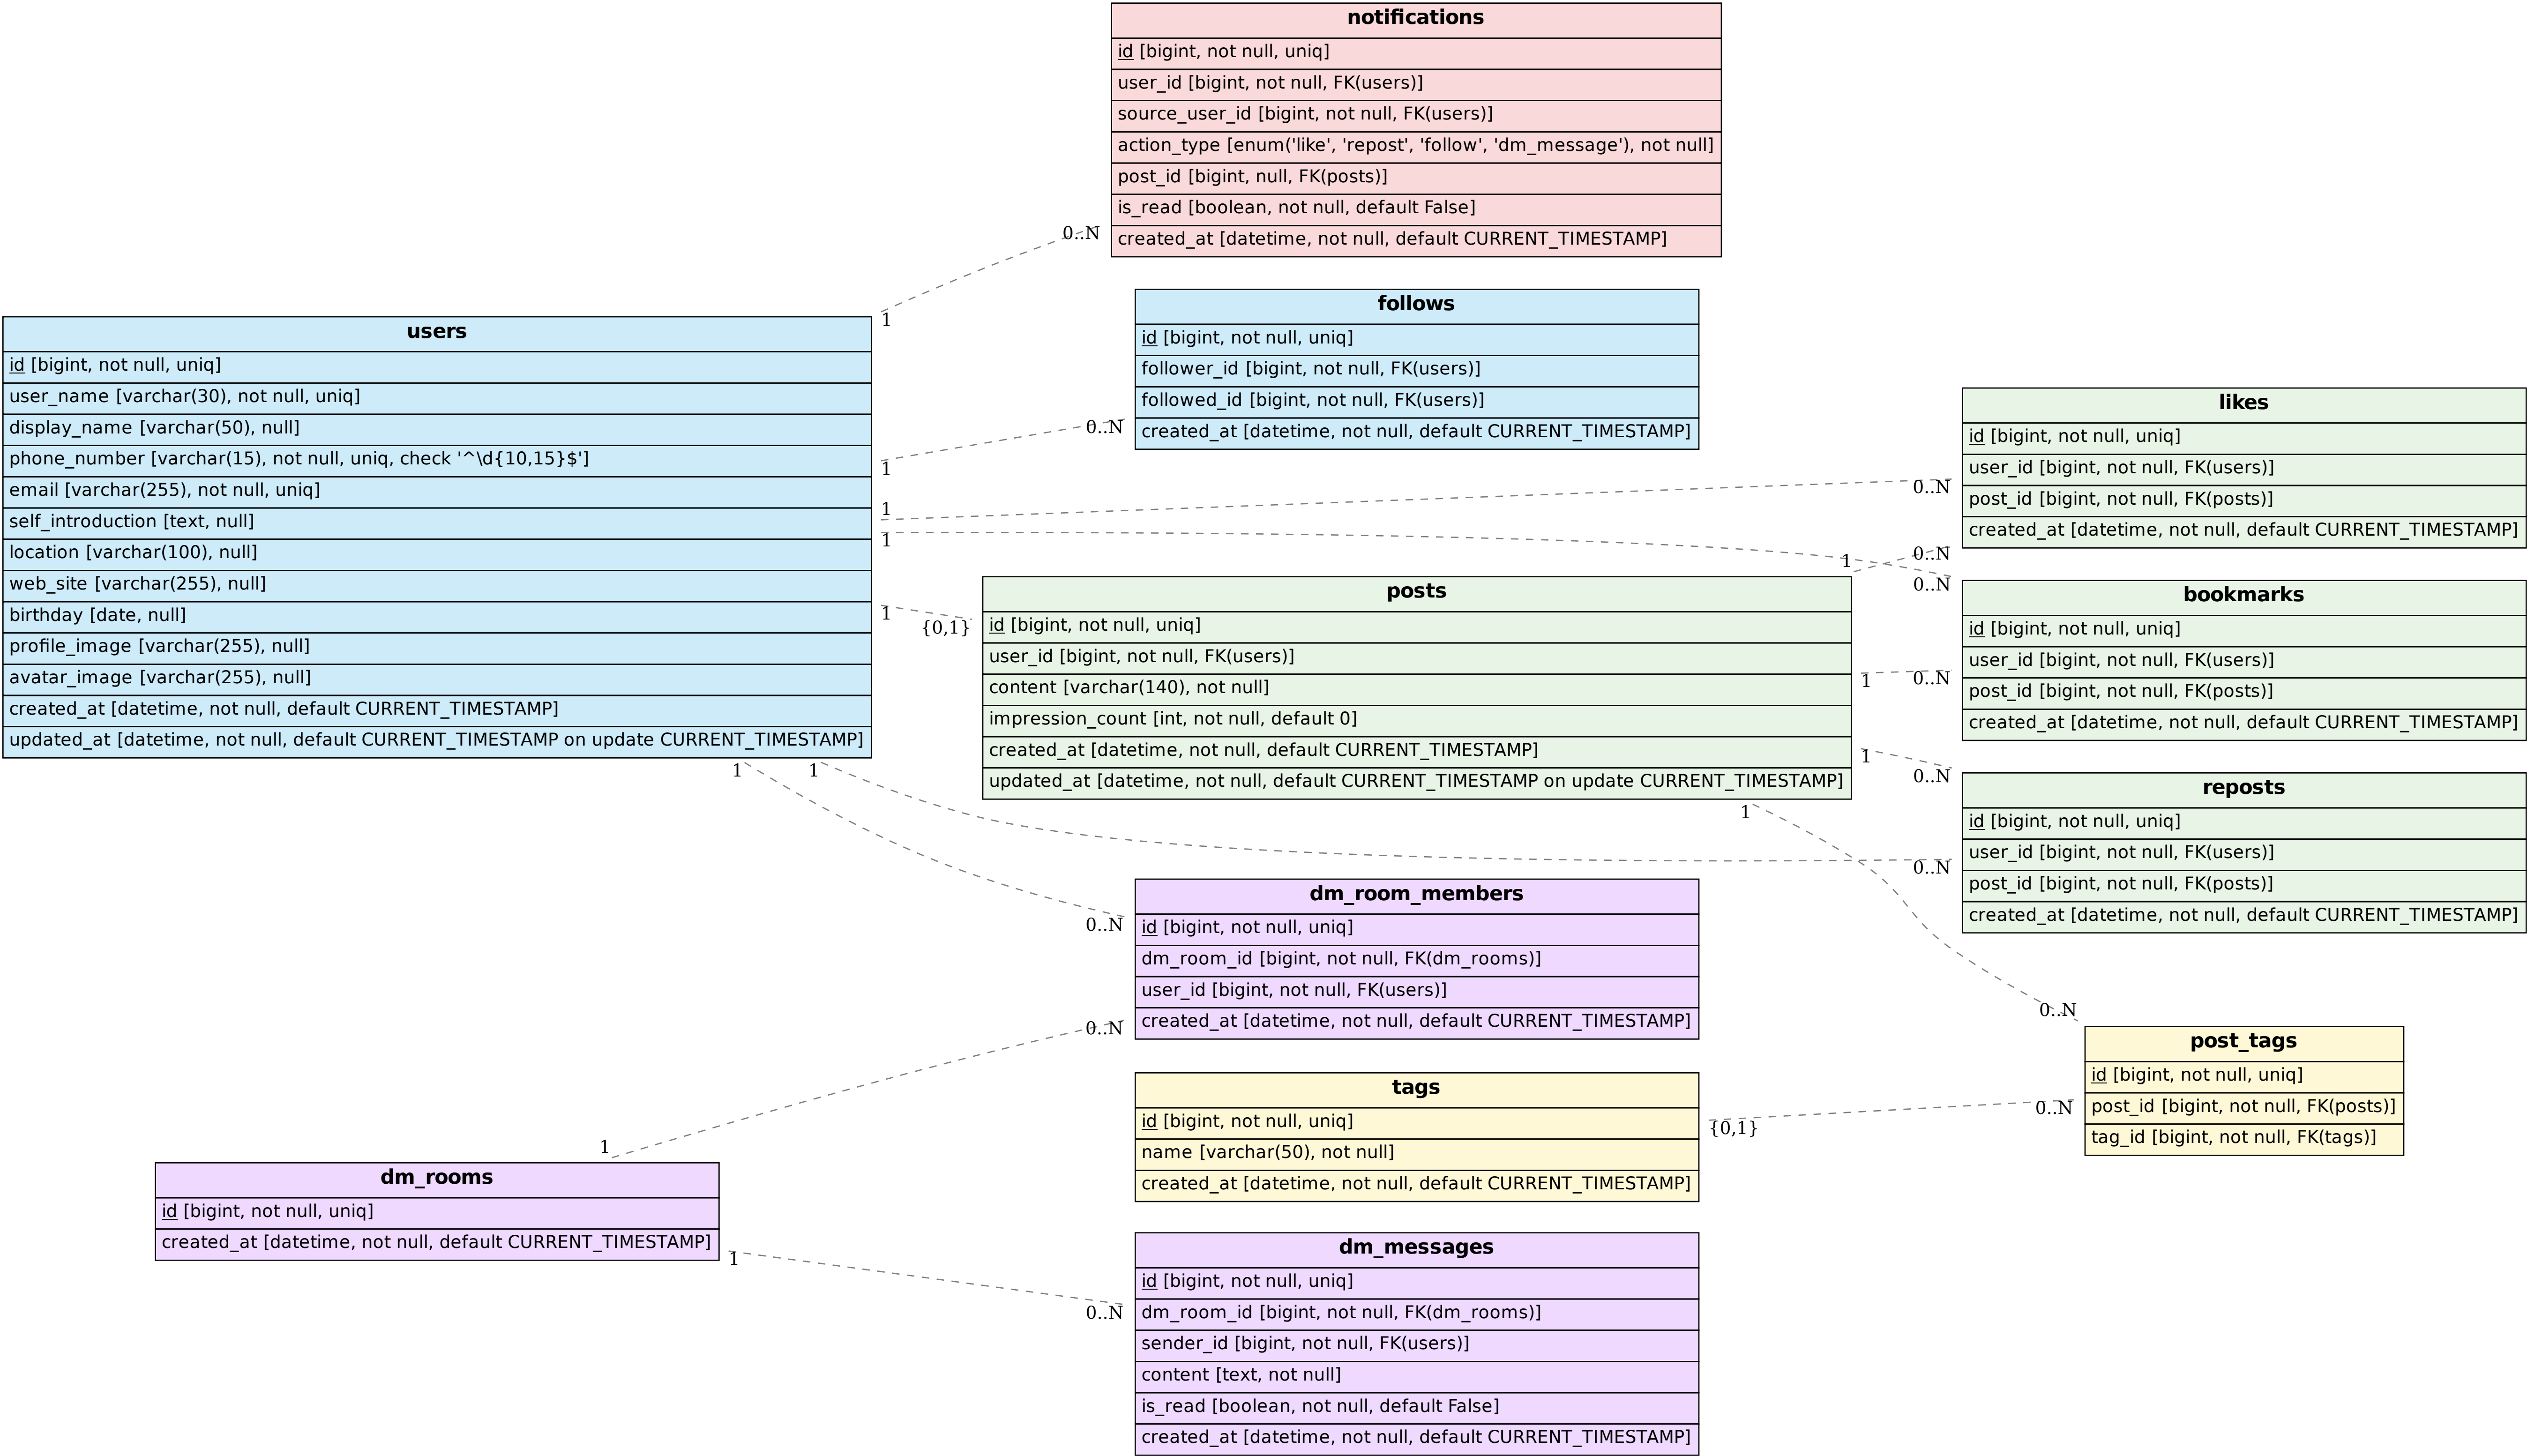 notifications
id [bigint, not null, uniq]
user_id [bigint, not null, FK(users)]
source_user_id [bigint, not null, FK(users)]
action_type [enum('like', 'repost', 'follow', 'dm_message'), not null]
post_id [bigint, null, FK(posts)]
is_read [boolean, not null, default False]
created_at [datetime, not null, default CURRENT_TIMESTAMP]
0..N
1
users
id [bigint, not null, uniq]
user_name [varchar(30), not null, uniq]
display_name [varchar(50), null]
phone_number [varchar(15), not null, uniq, check '^\d{10,15}$']
email [varchar(255), not null, uniq]
self_introduction [text, null]
location [varchar(100), null]
web_site [varchar(255), null]
birthday [date, null]
profile_image [varchar(255), null]
avatar_image [varchar(255), null]
created_at [datetime, not null, default CURRENT_TIMESTAMP]
updated_at [datetime, not null, default CURRENT_TIMESTAMP on update CURRENT_TIMESTAMP]
follows
id [bigint, not null, uniq]
follower_id [bigint, not null, FK(users)]
followed_id [bigint, not null, FK(users)]
created_at [datetime, not null, default CURRENT_TIMESTAMP]
0..N
1
1
1
1
{0,1}
likes
id [bigint, not null, uniq]
user_id [bigint, not null, FK(users)]
post_id [bigint, not null, FK(posts)]
created_at [datetime, not null, default CURRENT_TIMESTAMP]
0..N
0..N
1
0..N
posts
id [bigint, not null, uniq]
user_id [bigint, not null, FK(users)]
content [varchar(140), not null]
impression_count [int, not null, default 0]
created_at [datetime, not null, default CURRENT_TIMESTAMP]
updated_at [datetime, not null, default CURRENT_TIMESTAMP on update CURRENT_TIMESTAMP]
bookmarks
id [bigint, not null, uniq]
user_id [bigint, not null, FK(users)]
post_id [bigint, not null, FK(posts)]
created_at [datetime, not null, default CURRENT_TIMESTAMP]
1
0..N
1
0..N
reposts
id [bigint, not null, uniq]
user_id [bigint, not null, FK(users)]
post_id [bigint, not null, FK(posts)]
created_at [datetime, not null, default CURRENT_TIMESTAMP]
1
1
1
0..N
dm_room_members
id [bigint, not null, uniq]
dm_room_id [bigint, not null, FK(dm_rooms)]
user_id [bigint, not null, FK(users)]
created_at [datetime, not null, default CURRENT_TIMESTAMP]
0..N
0..N
0..N
post_tags
id [bigint, not null, uniq]
post_id [bigint, not null, FK(posts)]
tag_id [bigint, not null, FK(tags)]
tags
id [bigint, not null, uniq]
name [varchar(50), not null]
created_at [datetime, not null, default CURRENT_TIMESTAMP]
{0,1}
0..N
1
dm_rooms
id [bigint, not null, uniq]
created_at [datetime, not null, default CURRENT_TIMESTAMP]
1
0..N
dm_messages
id [bigint, not null, uniq]
dm_room_id [bigint, not null, FK(dm_rooms)]
sender_id [bigint, not null, FK(users)]
content [text, not null]
is_read [boolean, not null, default False]
created_at [datetime, not null, default CURRENT_TIMESTAMP]